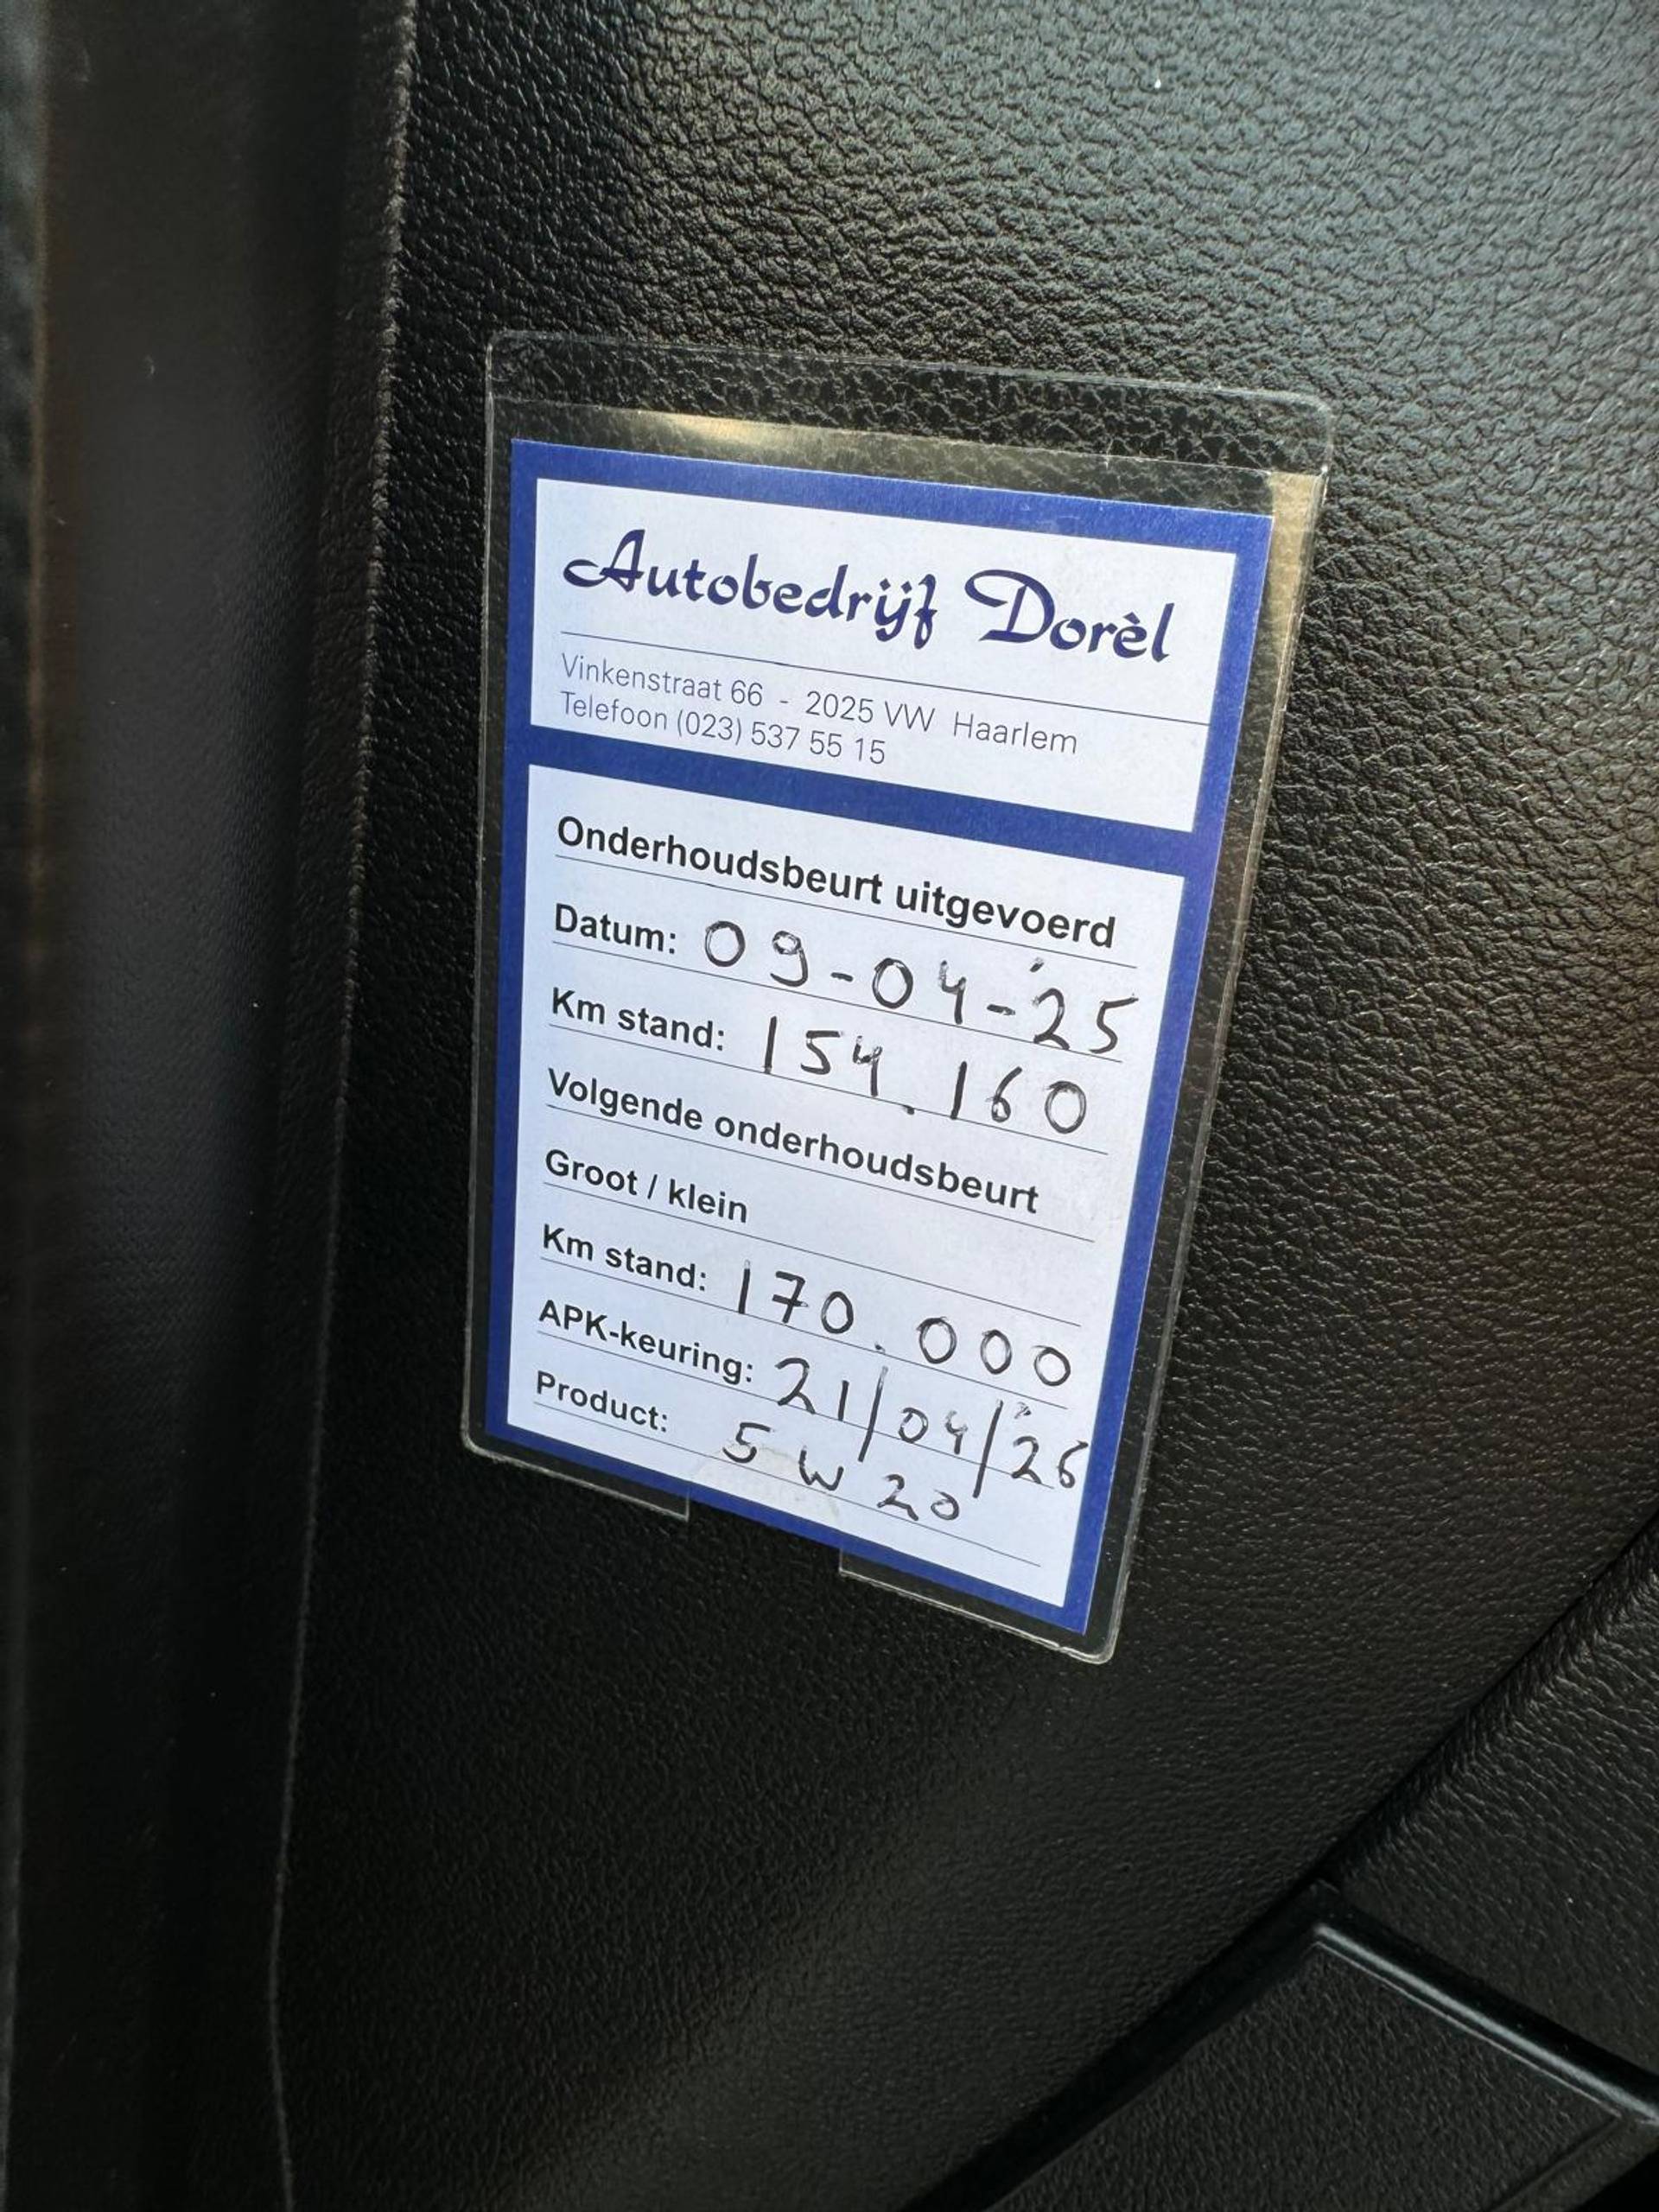 Autobedrijf Dorèl
Vinkenstraat 66 - 2025 VW Haarlem
Telefoon (023) 537 55 15
Onderhoudsbeurt uitgevoerd
Datum: 09-04-25
Km stand: 154.160
Volgende onderhoudsbeurt
Groot / klein
Km stand: 170.000
APK-keuring: 21/04/26
Product: 5W20